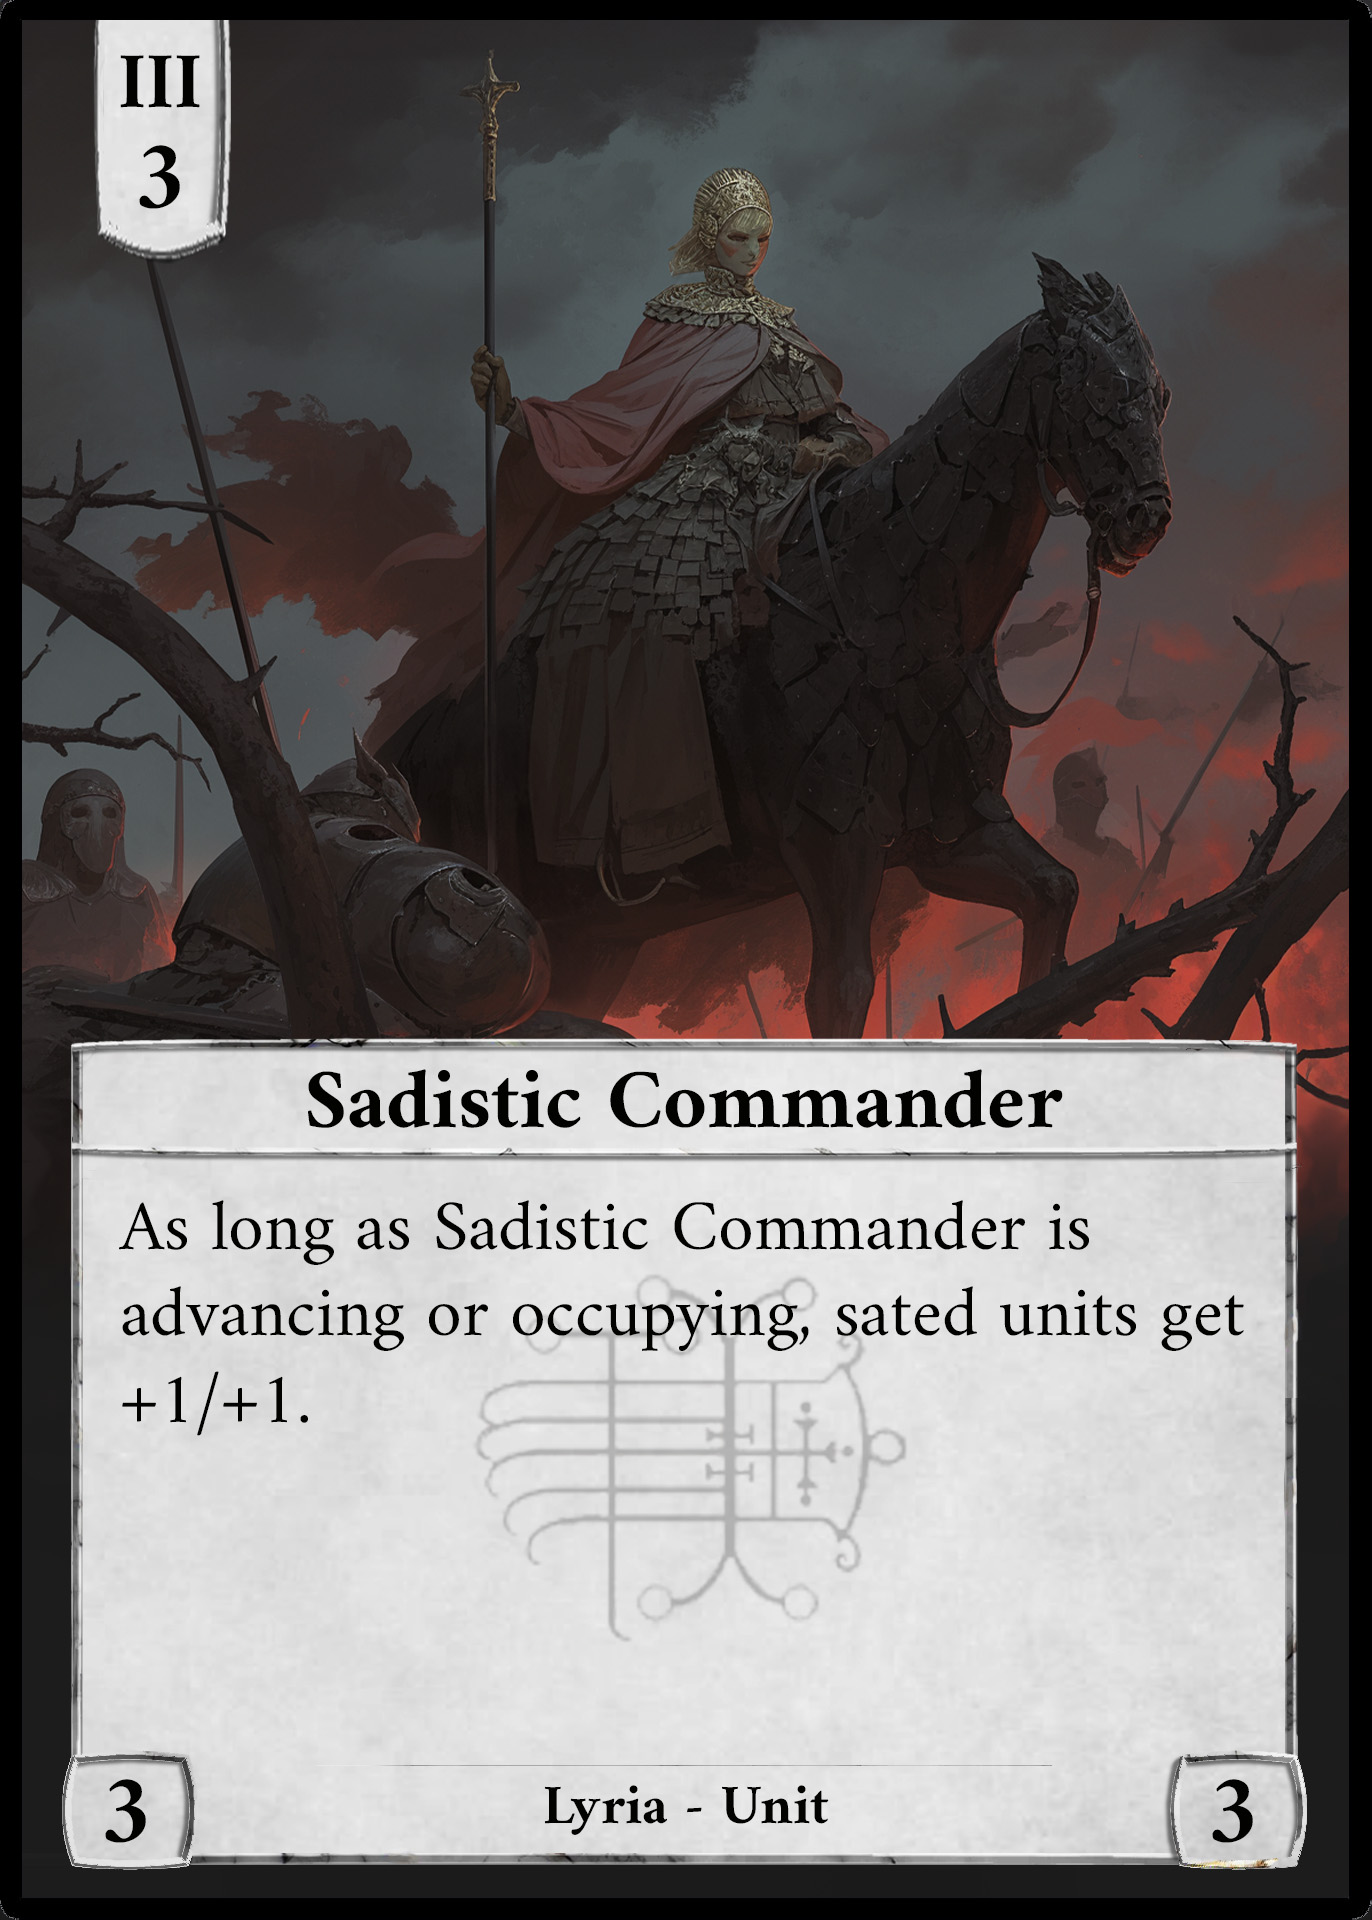 III
3
Sadistic Commander
As long as Sadistic Commander is
advancing or occupying, sated units get
+1/+1.
3
Lyria - Unit
3